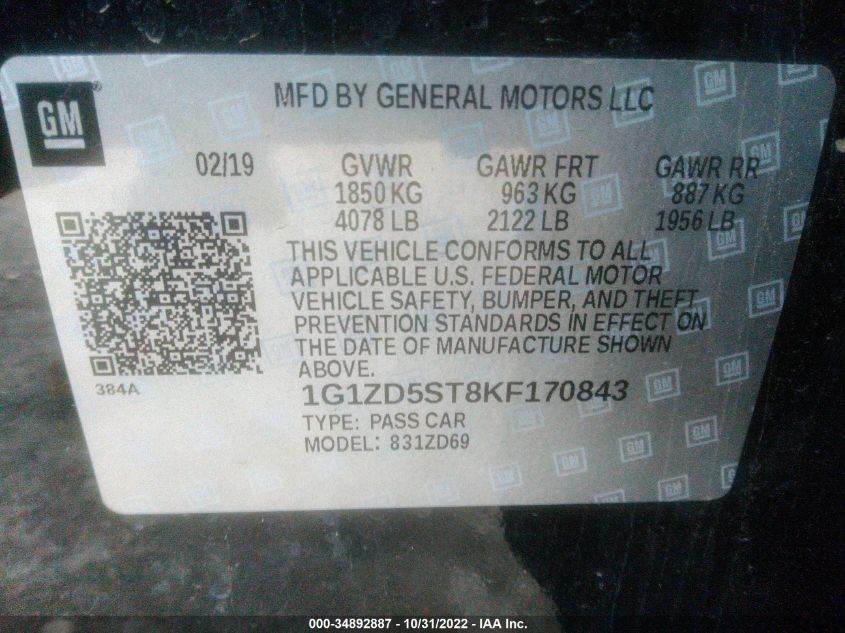 MFD BY GENERAL MOTORS LLC
GM®
02/19 GVWR GAWR FRT GAWR RR
1850 KG 963 KG 887 KG
4078 LB 2122 LB 1956 LB
THIS VEHICLE CONFORMS TO ALL
APPLICABLE U.S. FEDERAL MOTOR
VEHICLE SAFETY, BUMPER, AND THEFT
PREVENTION STANDARDS IN EFFECT ON
THE DATE OF MANUFACTURE SHOWN
ABOVE.
384A
1G1ZD5ST8KF170843
TYPE: PASS CAR
MODEL: 831ZD69
000-34892887 - 10/31/2022 - IAA Inc.